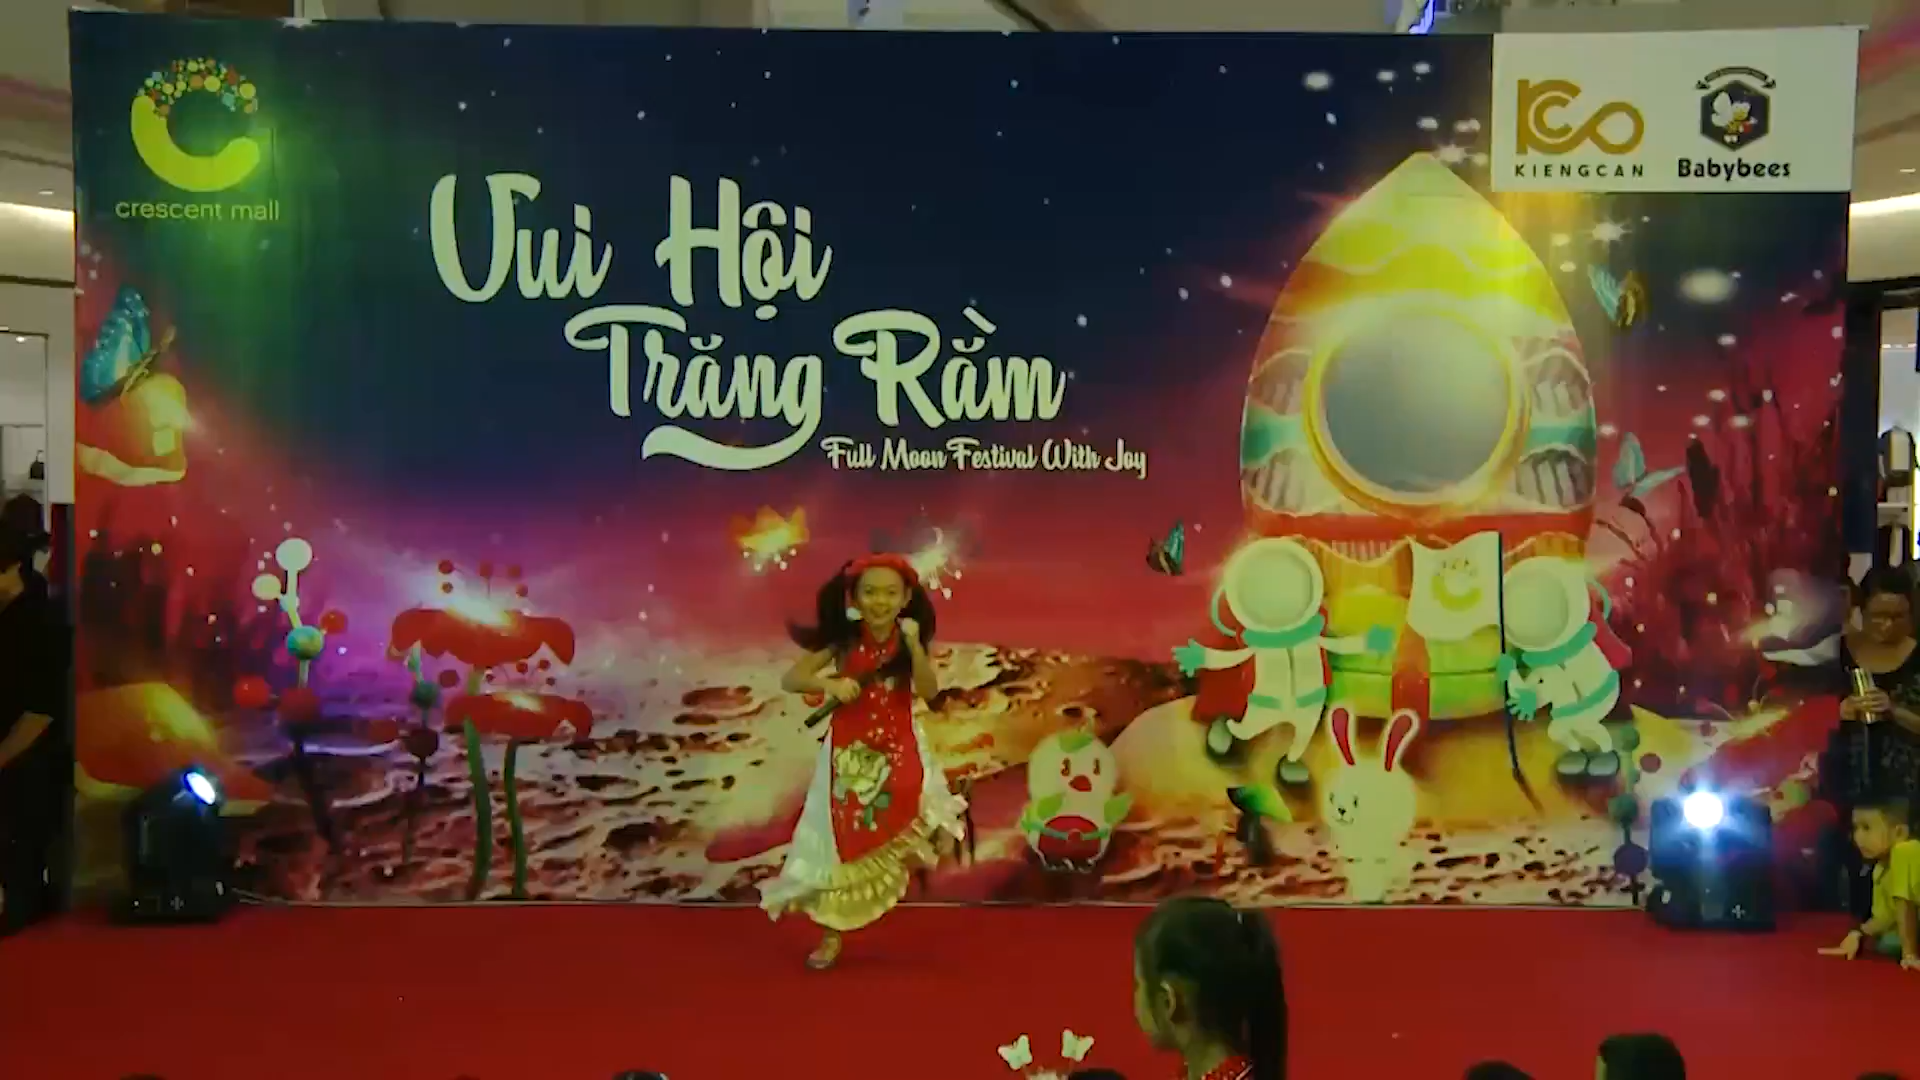 crescent mall
Vui Hội
Trăng Rằm
Full Moon Festival With Joy
KIENGCAN
Babybees